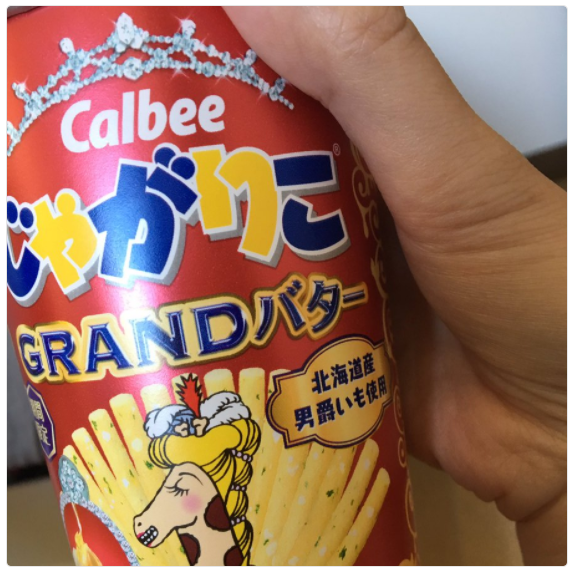 Calbee
じゃがりこ®
GRANDバター
北海道産
男爵いも使用